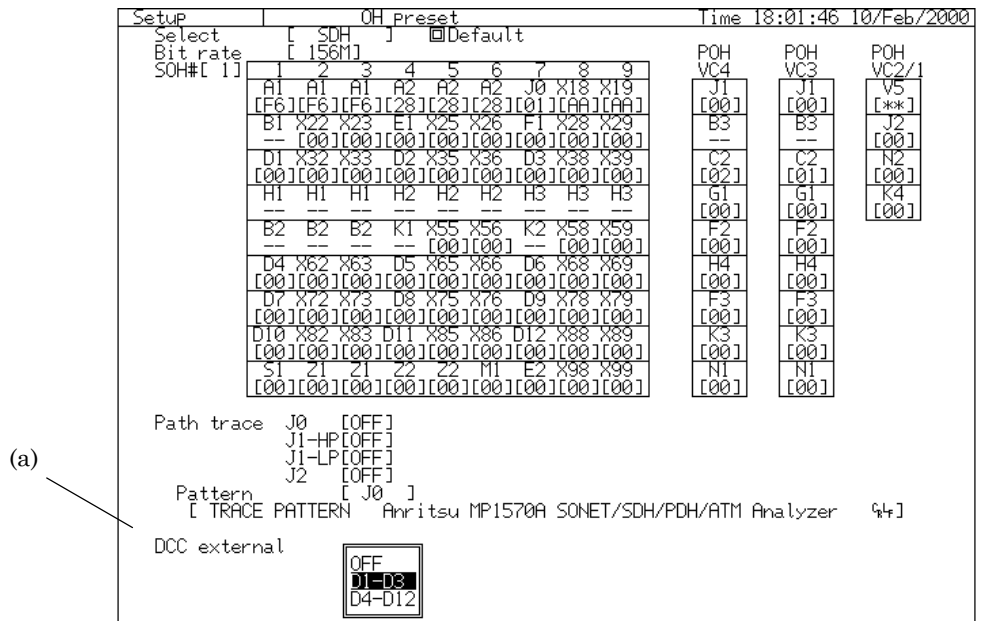 Setup OH preset Time 18:01:46 10/Feb/2000
Select [ SDH ] Default
Bit rate [ 156M] POH POH POH
SOH#[ 1] 1 2 3 4 5 6 7 8 9 VC4 VC3 VC2/1
A1 A1 A1 A2 A2 A2 J0 X18 X19 J1 J1 V5
[F6][F6][F6][28][28][28][01][AA][AA] [00] [00] [**]
B1 X22 X23 E1 X25 X26 F1 X28 X29 B3 B3 J2
-- [00][00][00][00][00][00][00][00] -- -- [00]
D1 X32 X33 D2 X35 X36 D3 X38 X39 C2 C2 N2
[00][00][00][00][00][00][00][00][00] [02] [01] [00]
H1 H1 H1 H2 H2 H2 H3 H3 H3 G1 G1 K4
-- -- -- -- -- -- -- -- -- [00] [00] [00]
B2 B2 B2 K1 X55 X56 K2 X58 X59 F2 F2
-- -- -- -- [00][00] -- [00][00] [00] [00]
D4 X62 X63 D5 X65 X66 D6 X68 X69 H4 H4
[00][00][00][00][00][00][00][00][00] [00] [00]
D7 X72 X73 D8 X75 X76 D9 X78 X79 F3 F3
[00][00][00][00][00][00][00][00][00] [00] [00]
D10 X82 X83 D11 X85 X86 D12 X88 X89 K3 K3
[00][00][00][00][00][00][00][00][00] [00] [00]
S1 Z1 Z1 Z2 Z2 M1 E2 X98 X99 N1 N1
[00][00][00][00][00][00][00][00][00] [00] [00]
Path trace J0 [OFF]
J1-HP[OFF]
J1-LP[OFF]
J2 [OFF]
(a)
Pattern [ J0 ]
[ TRACE PATTERN Anritsu MP1570A SONET/SDH/PDH/ATM Analyzer CRLF]
DCC external
OFF
D1-D3
D4-D12